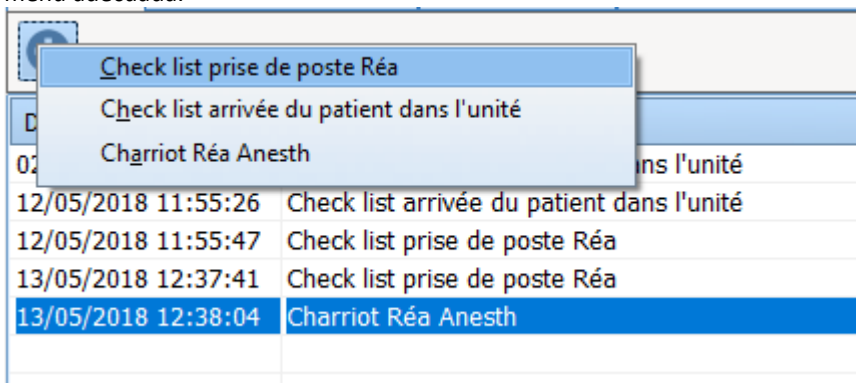 Check list prise de poste Réa
Check list arrivée du patient dans l'unité
Charriot Réa Anesth
l'unité
12/05/2018 11:55:26 Check list arrivée du patient dans l'unité
12/05/2018 11:55:47 Check list prise de poste Réa
13/05/2018 12:37:41 Check list prise de poste Réa
13/05/2018 12:38:04 Charriot Réa Anesth